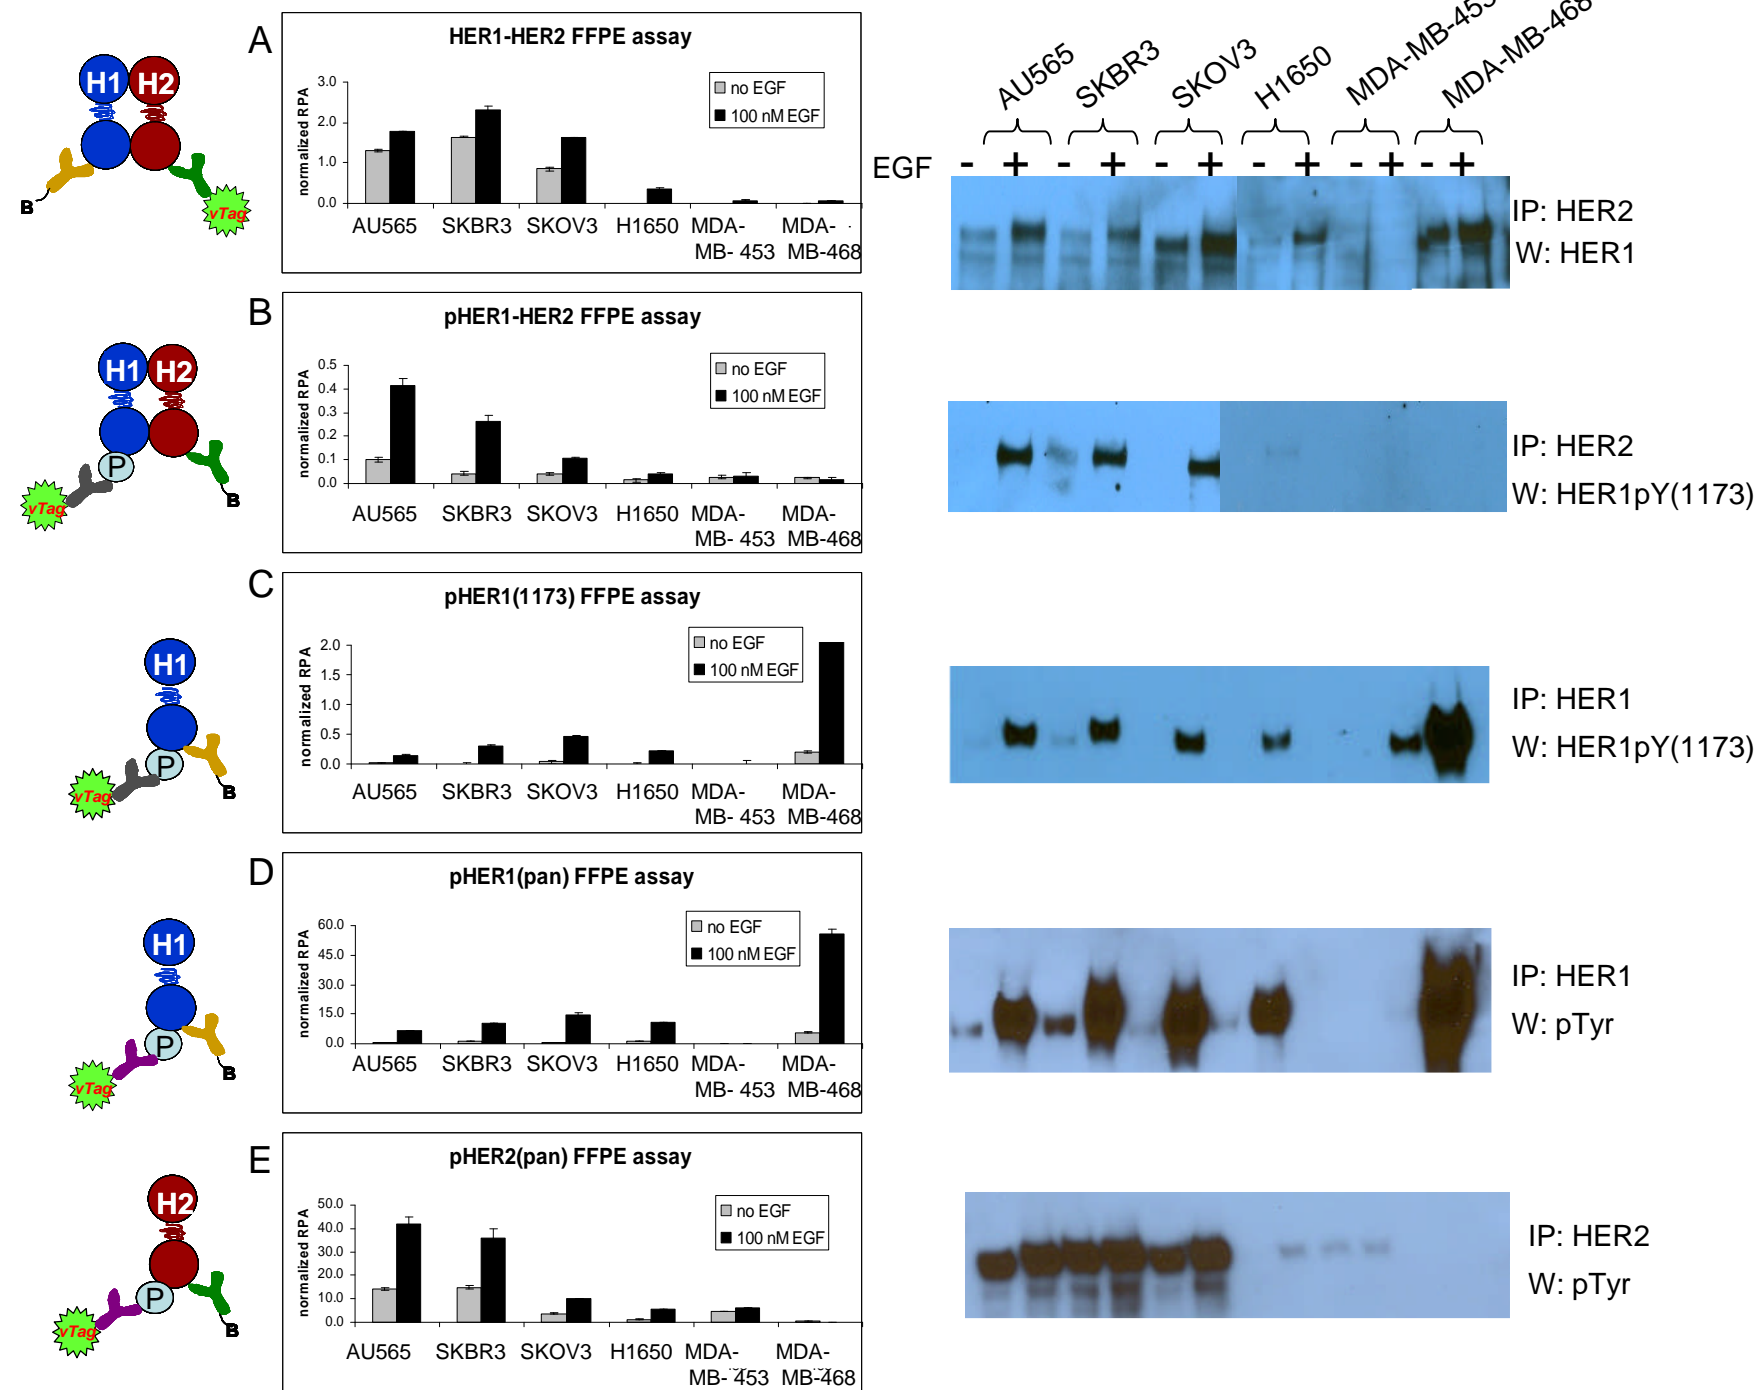 A
HER1-HER2 FFPE assay
H1 H2
B
vTag
normalized RPA
3.0
2.0
1.0
0.0
no EGF
100 nM EGF
AU565 SKBR3 SKOV3 H1650 MDA- MDA-
MB- 453 MB-468
AU565 SKBR3 SKOV3 H1650 MDA-MB-453 MDA-MB-468
EGF - + - + - + - + - + - +
IP: HER2
W: HER1
B
pHER1-HER2 FFPE assay
H1 H2
P
vTag
B
normalized RPA
0.5
0.4
0.3
0.2
0.1
0.0
no EGF
100 nM EGF
AU565 SKBR3 SKOV3 H1650 MDA- MDA-
MB- 453 MB-468
IP: HER2
W: HER1pY(1173)
C
pHER1(1173) FFPE assay
H1
P
vTag
B
normalized RPA
2.0
1.5
1.0
0.5
0.0
no EGF
100 nM EGF
AU565 SKBR3 SKOV3 H1650 MDA- MDA-
MB- 453 MB-468
IP: HER1
W: HER1pY(1173)
D
pHER1(pan) FFPE assay
H1
P
vTag
B
normalized RPA
60.0
45.0
30.0
15.0
0.0
no EGF
100 nM EGF
AU565 SKBR3 SKOV3 H1650 MDA- MDA-
MB- 453 MB-468
IP: HER1
W: pTyr
E
pHER2(pan) FFPE assay
H2
P
vTag
B
normalized RPA
50.0
40.0
30.0
20.0
10.0
0.0
no EGF
100 nM EGF
AU565 SKBR3 SKOV3 H1650 MDA- MDA-
MB- 453 MB-468
IP: HER2
W: pTyr